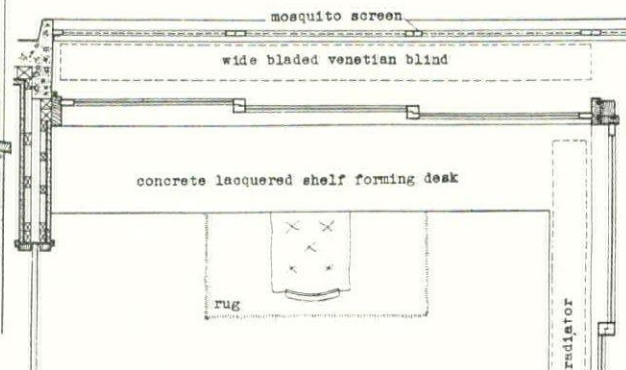 mosquito screen
wide bladed venetian blind
concrete lacquered shelf forming desk
rug
radiator